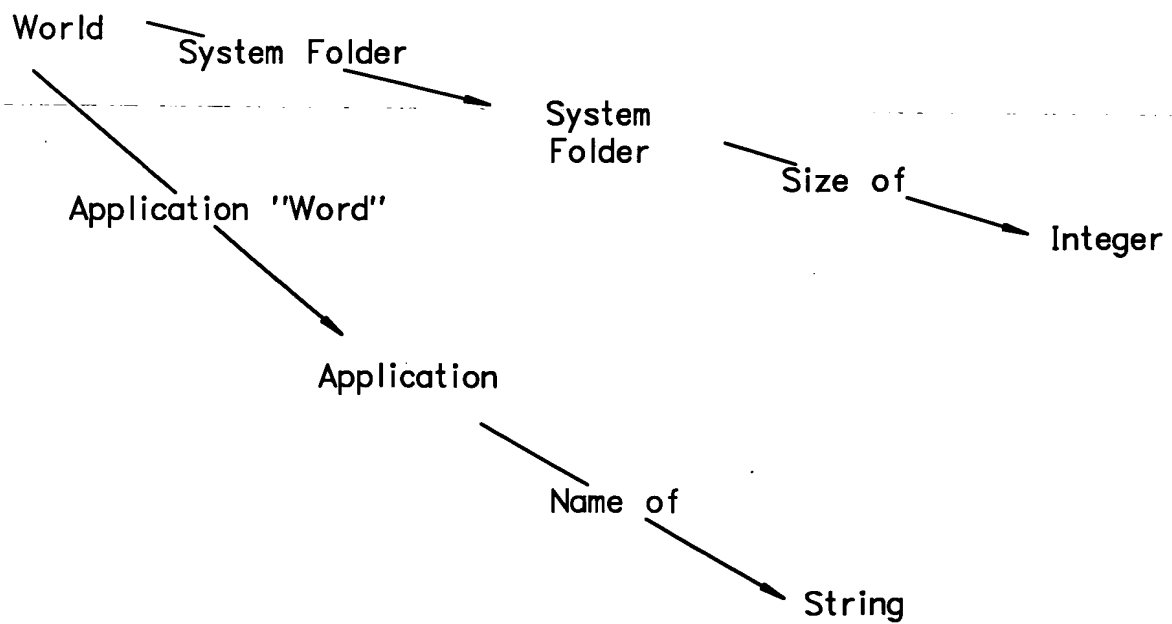 World
System Folder
System
Folder
Size of
Application "Word"
Integer
Application
Name of
String